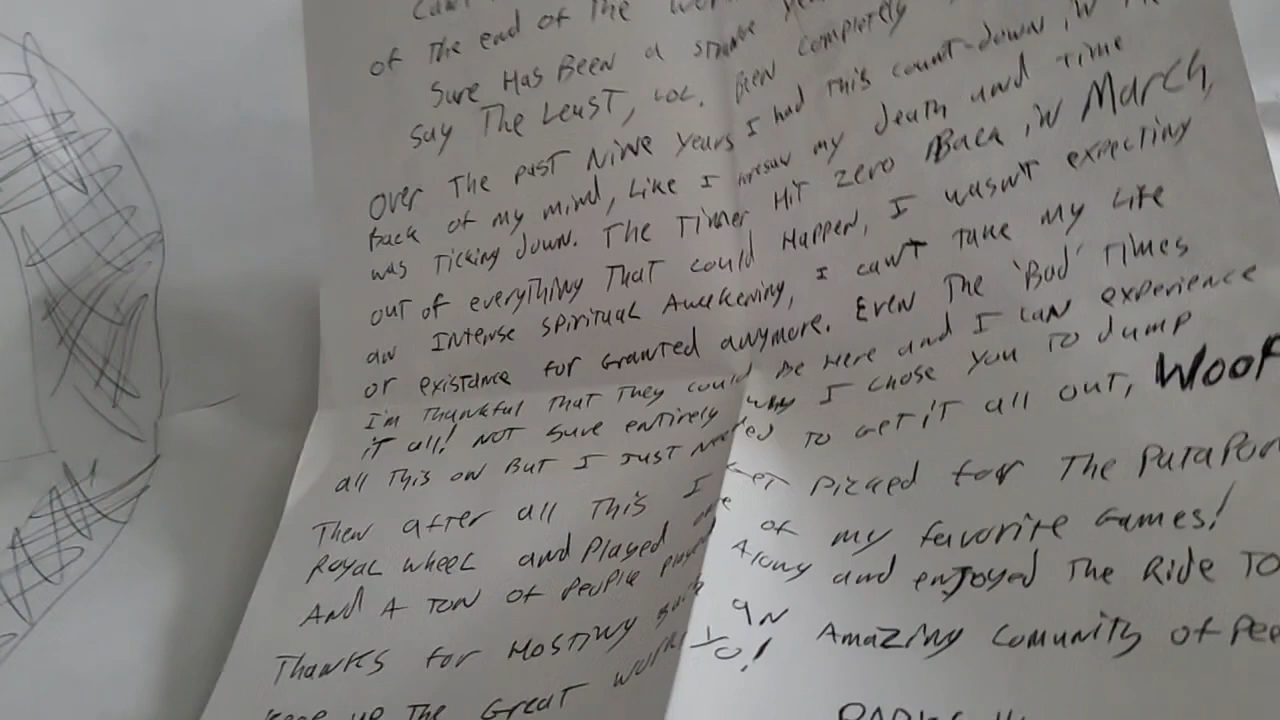 of The end of The
Sure Has Been a strange
say The Least, LOL. Been completely
over The past Nine years I had This count-down in
Back of my mind, Like I foresaw my death and time
was Ticking down. The Timer Hit zero Back in March,
out of everyThing ThaT could Happen, I wasn't expecting
an Intense spirituaL Awakening, I can't Take my Life
or existance for Granted anymore. Even The 'Bad' Times
I'm Thankful ThaT They could be Here and I can experience
iT all! NoT sure entirely why I chose you To dump
all This on But I JusT needed To geT iT all ouT, WOOF
Then after all This I get Picked for The Parapon
RoyaL wheeL and Played one of my favorite Games!
And A Ton of People played Along and enJoyed The Ride To
Thanks for HosTing such an Amazing Comunity of Peo
Keep up The Great work Yo!